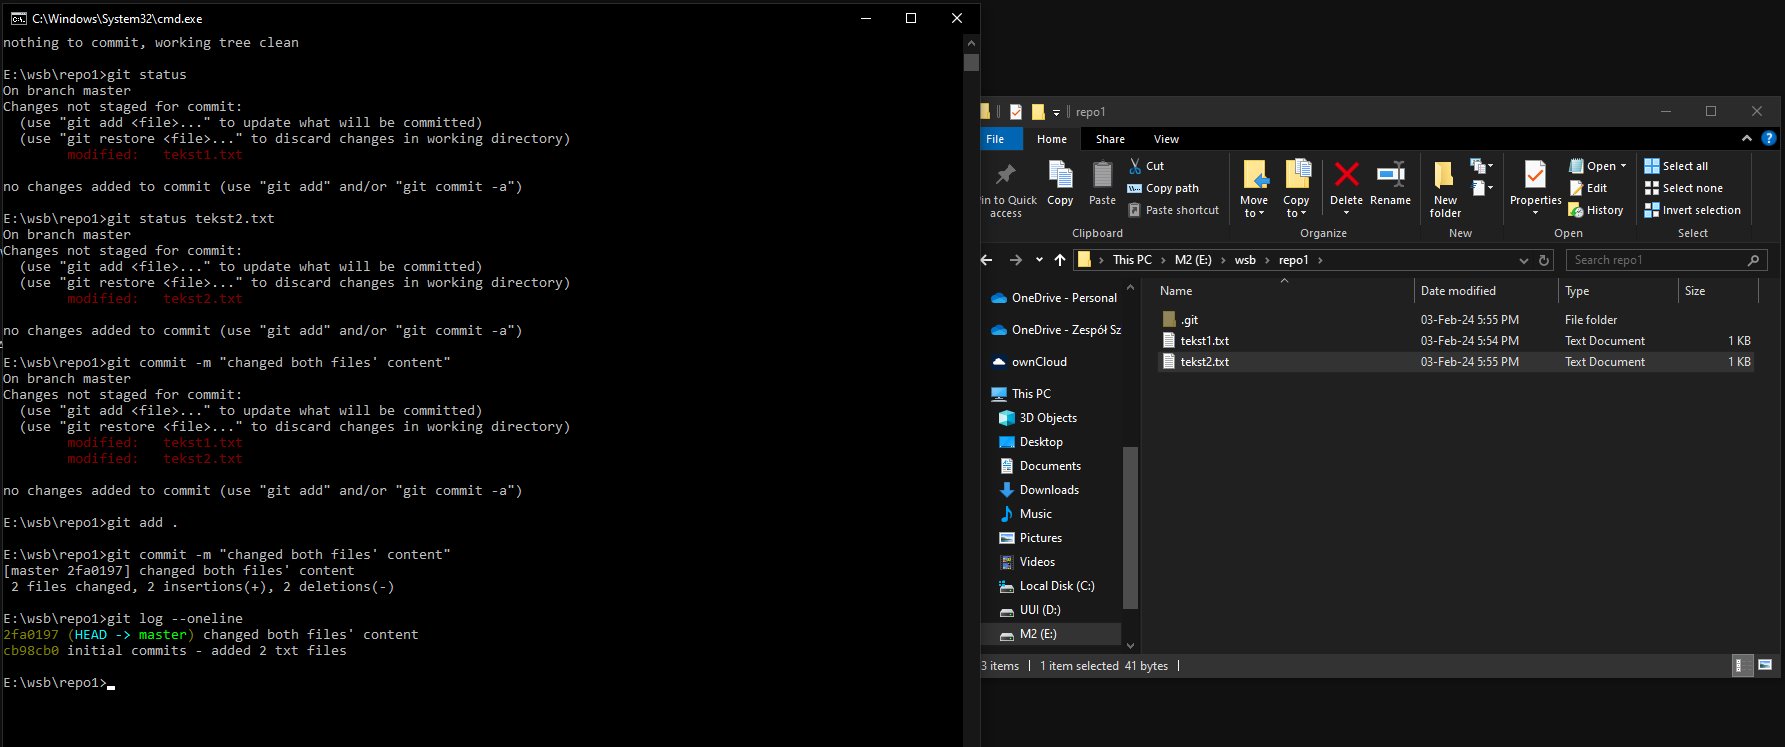 C:\Windows\System32\cmd.exe
nothing to commit, working tree clean
E:\wsb\repo1>git status
On branch master
Changes not staged for commit:
(use "git add <file>..." to update what will be committed)
(use "git restore <file>..." to discard changes in working directory)
modified:   tekst1.txt
no changes added to commit (use "git add" and/or "git commit -a")
E:\wsb\repo1>git status tekst2.txt
On branch master
Changes not staged for commit:
(use "git add <file>..." to update what will be committed)
(use "git restore <file>..." to discard changes in working directory)
modified:   tekst2.txt
no changes added to commit (use "git add" and/or "git commit -a")
E:\wsb\repo1>git commit -m "changed both files' content"
On branch master
Changes not staged for commit:
(use "git add <file>..." to update what will be committed)
(use "git restore <file>..." to discard changes in working directory)
modified:   tekst1.txt
modified:   tekst2.txt
no changes added to commit (use "git add" and/or "git commit -a")
E:\wsb\repo1>git add .
E:\wsb\repo1>git commit -m "changed both files' content"
[master 2fa0197] changed both files' content
2 files changed, 2 insertions(+), 2 deletions(-)
E:\wsb\repo1>git log --oneline
2fa0197 (HEAD -> master) changed both files' content
cb98cb0 initial commits - added 2 txt files
E:\wsb\repo1>
repo1
File Home Share View
in to Quick access
Copy
Paste
Cut
Copy path
Paste shortcut
Clipboard
Move to
Copy to
Delete
Rename
Organize
New folder
New
Properties
Open
Edit
History
Open
Select all
Select none
Invert selection
Select
This PC > M2 (E:) > wsb > repo1 >
Search repo1
OneDrive - Personal
OneDrive - Zespół Sz
ownCloud
This PC
3D Objects
Desktop
Documents
Downloads
Music
Pictures
Videos
Local Disk (C:)
UUI (D:)
M2 (E:)
Name Date modified Type Size
.git 03-Feb-24 5:55 PM File folder
tekst1.txt 03-Feb-24 5:54 PM Text Document 1 KB
tekst2.txt 03-Feb-24 5:55 PM Text Document 1 KB
3 items 1 item selected 41 bytes